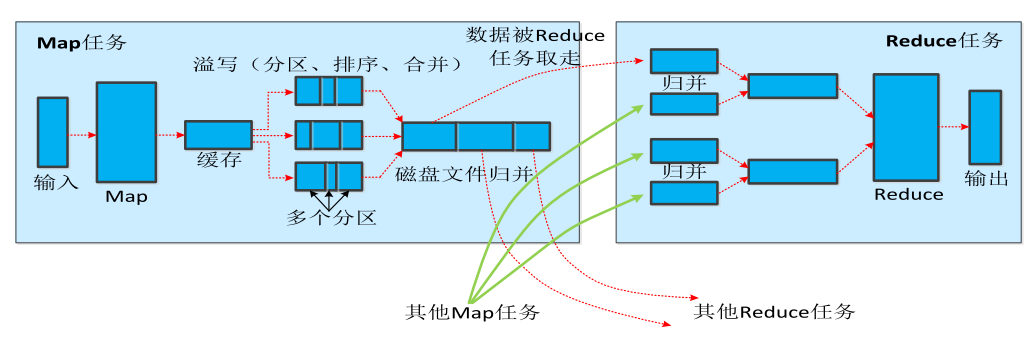 Map任务
溢写（分区、排序、合并）
输入
Map
缓存
多个分区
磁盘文件归并
数据被Reduce
任务取走
Reduce任务
归并
归并
Reduce
输出
其他Map任务
其他Reduce任务